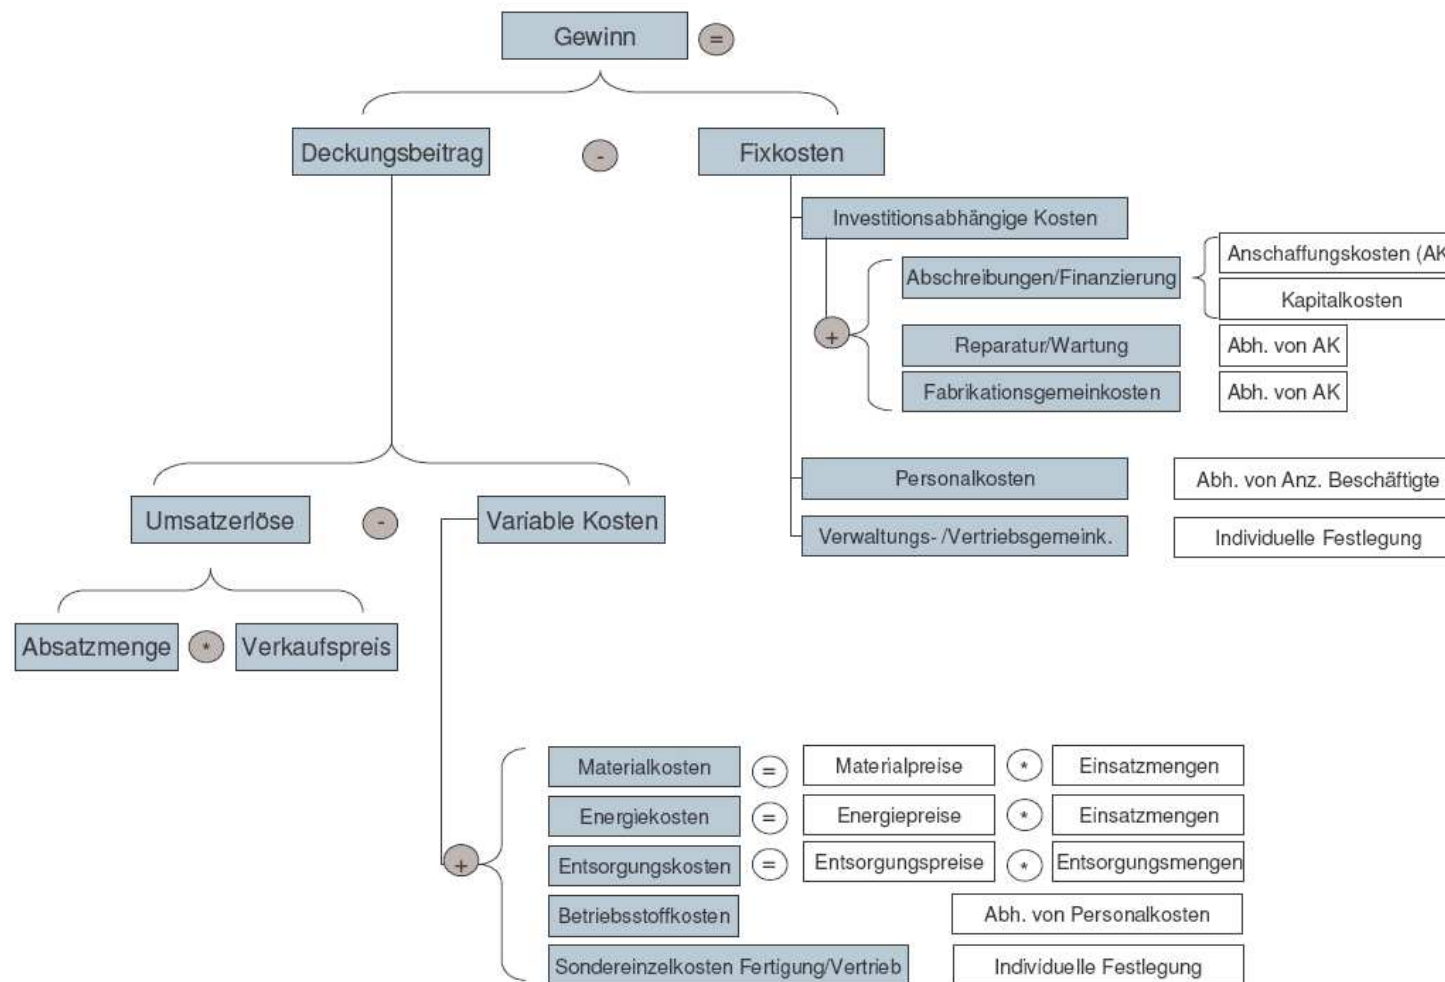 Gewinn =
Deckungsbeitrag - Fixkosten
Investitionsabhängige Kosten
Anschaffungskosten (AK
Abschreibungen/Finanzierung
Kapitalkosten
+
Reparatur/Wartung Abh. von AK
Fabrikationsgemeinkosten Abh. von AK
Personalkosten Abh. von Anz. Beschäftigte
Umsatzerlöse - Variable Kosten
Verwaltungs- /Vertriebsgemeink. Individuelle Festlegung
Absatzmenge * Verkaufspreis
Materialkosten = Materialpreise * Einsatzmengen
Energiekosten = Energiepreise * Einsatzmengen
+
Entsorgungskosten = Entsorgungspreise * Entsorgungsmengen
Betriebsstoffkosten Abh. von Personalkosten
Sondereinzelkosten Fertigung/Vertrieb Individuelle Festlegung